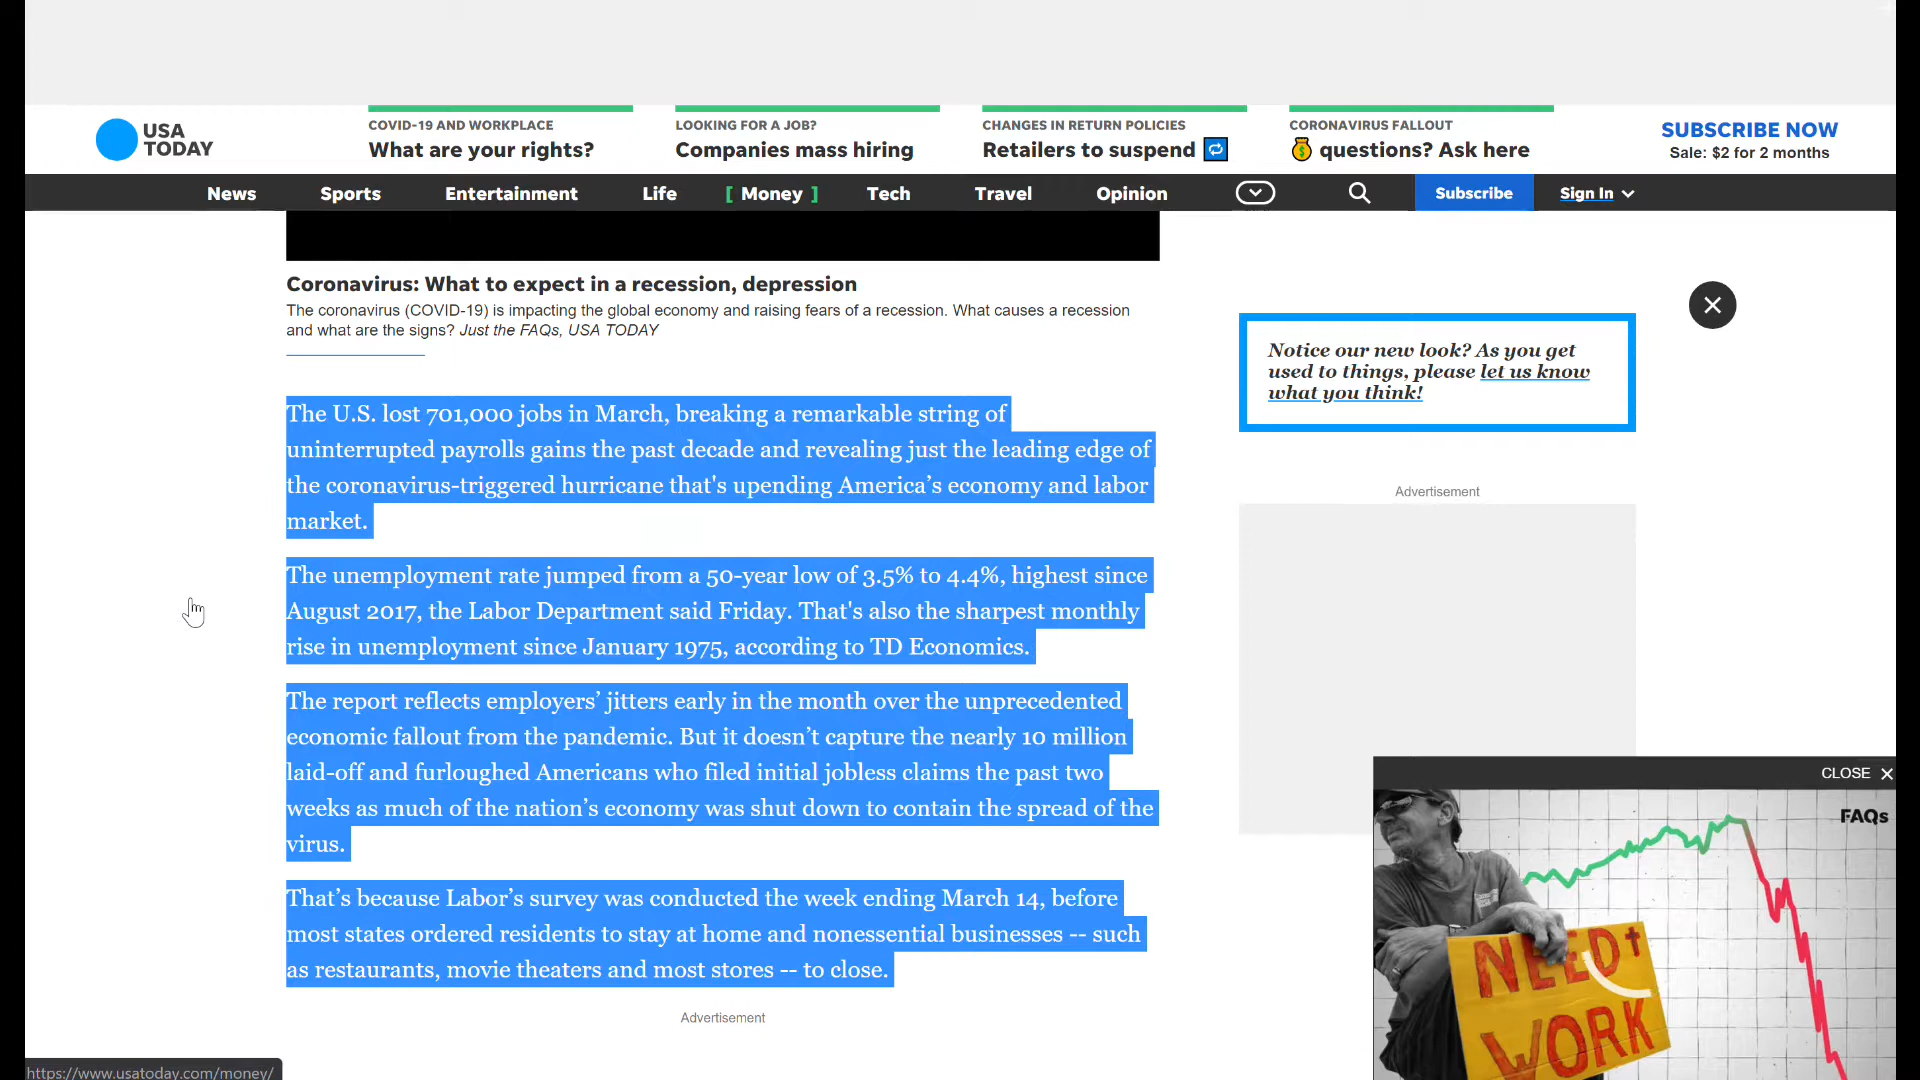 USA
TODAY
COVID-19 AND WORKPLACE
What are your rights?
LOOKING FOR A JOB?
Companies mass hiring
CHANGES IN RETURN POLICIES
Retailers to suspend
CORONAVIRUS FALLOUT
questions? Ask here
SUBSCRIBE NOW
Sale: $2 for 2 months
News Sports Entertainment Life [ Money ] Tech Travel Opinion Subscribe Sign In
Coronavirus: What to expect in a recession, depression
The coronavirus (COVID-19) is impacting the global economy and raising fears of a recession. What causes a recession
and what are the signs? Just the FAQs, USA TODAY
The U.S. lost 701,000 jobs in March, breaking a remarkable string of
uninterrupted payrolls gains the past decade and revealing just the leading edge of
the coronavirus-triggered hurricane that's upending America’s economy and labor
market.
The unemployment rate jumped from a 50-year low of 3.5% to 4.4%, highest since
August 2017, the Labor Department said Friday. That's also the sharpest monthly
rise in unemployment since January 1975, according to TD Economics.
The report reflects employers’ jitters early in the month over the unprecedented
economic fallout from the pandemic. But it doesn’t capture the nearly 10 million
laid-off and furloughed Americans who filed initial jobless claims the past two
weeks as much of the nation’s economy was shut down to contain the spread of the
virus.
That’s because Labor’s survey was conducted the week ending March 14, before
most states ordered residents to stay at home and nonessential businesses -- such
as restaurants, movie theaters and most stores -- to close.
Advertisement
Notice our new look? As you get
used to things, please let us know
what you think!
Advertisement
CLOSE
FAQs
NEED
WORK
https://www.usatoday.com/money/